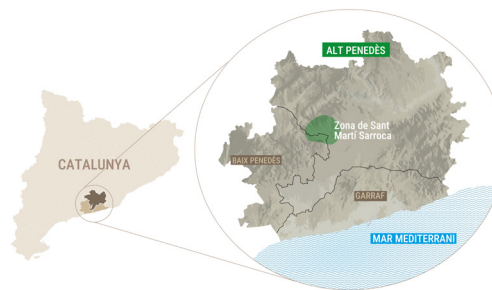 ALT PENEDÈS
Zona de Sant
Martí Sarroca
CATALUNYA
BAIX PENEDÈS
GARRAF
MAR MEDITERRANI